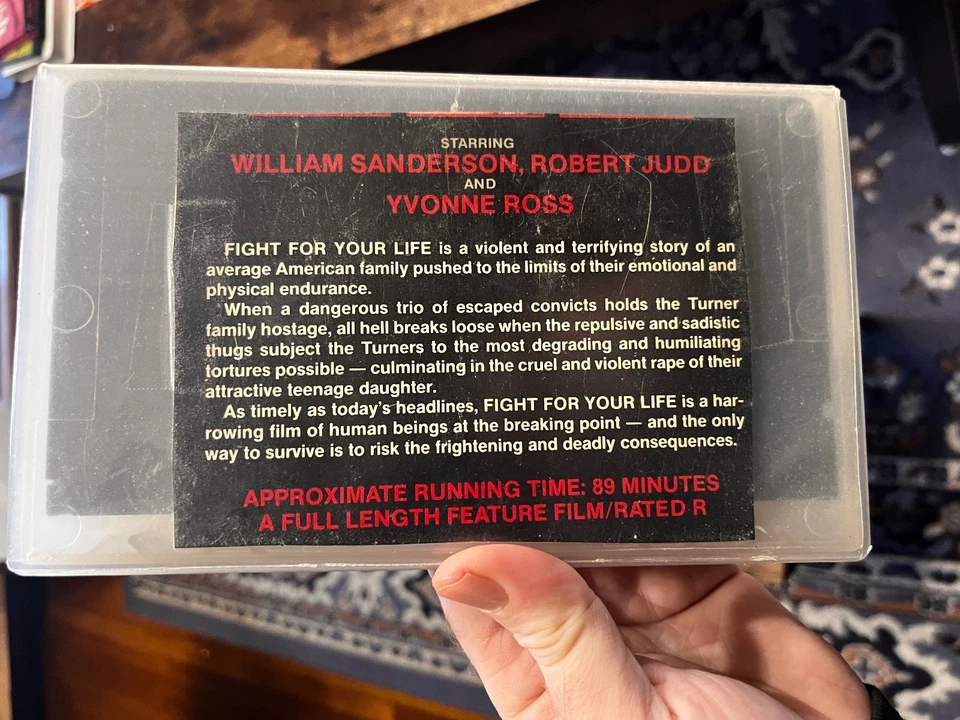 STARRING
WILLIAM SANDERSON, ROBERT JUDD
AND
YVONNE ROSS
FIGHT FOR YOUR LIFE is a violent and terrifying story of an
average American family pushed to the limits of their emotional and
physical endurance.
When a dangerous trio of escaped convicts holds the Turner
family hostage, all hell breaks loose when the repulsive and sadistic
thugs subject the Turners to the most degrading and humiliating
tortures possible — culminating in the cruel and violent rape of their
attractive teenage daughter.
As timely as today's headlines, FIGHT FOR YOUR LIFE is a har-
rowing film of human beings at the breaking point — and the only
way to survive is to risk the frightening and deadly consequences.
APPROXIMATE RUNNING TIME: 89 MINUTES
A FULL LENGTH FEATURE FILM/RATED R